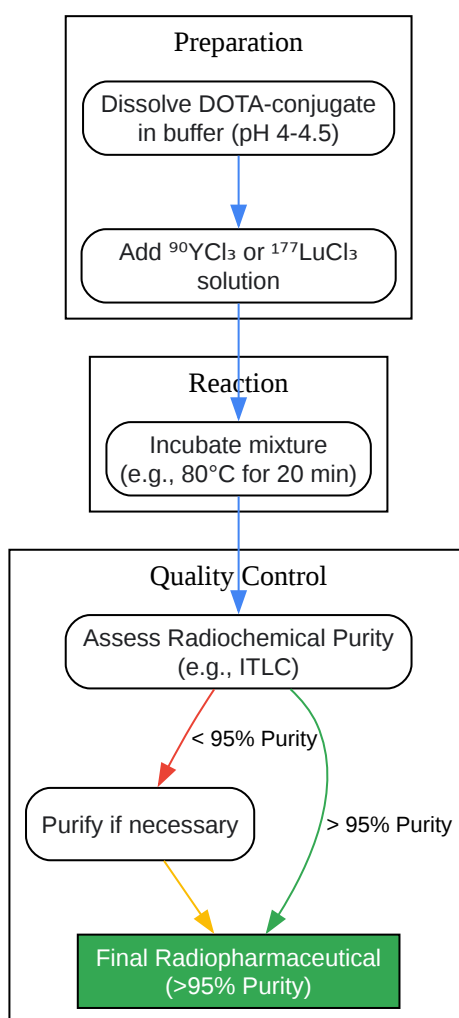 Preparation
Dissolve DOTA-conjugate
in buffer (pH 4-4.5)
Add ⁹⁰YCl₃ or ¹⁷⁷LuCl₃
solution
Reaction
Incubate mixture
(e.g., 80°C for 20 min)
Quality Control
Assess Radiochemical Purity
(e.g., ITLC)
< 95% Purity
Purify if necessary
> 95% Purity
Final Radiopharmaceutical
(>95% Purity)